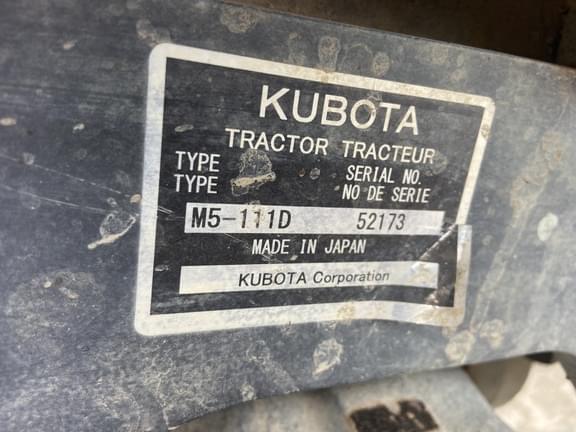 KUBOTA
TRACTOR TRACTEUR
TYPE SERIAL NO.
TYPE NO DE SERIE
M5-111D 52173
MADE IN JAPAN
KUBOTA Corporation